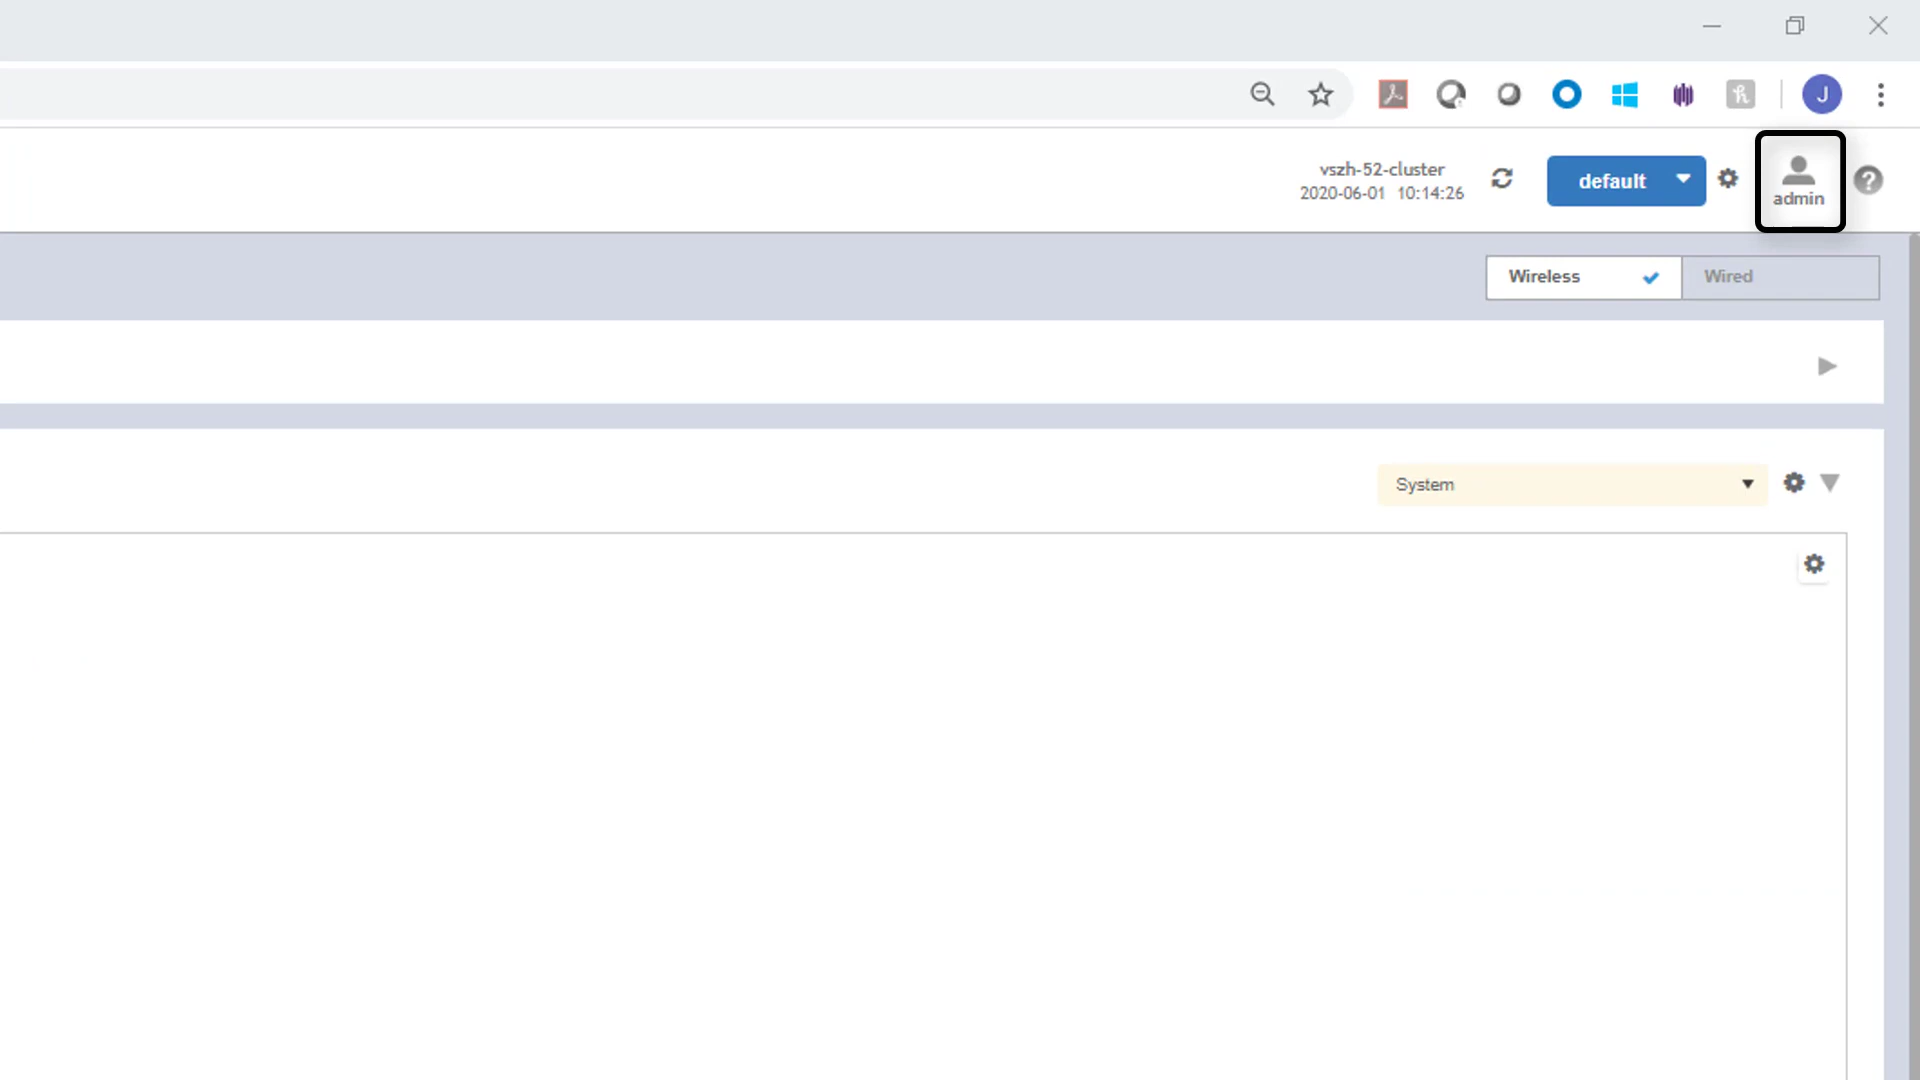 J
vszh-52-cluster
2020-06-01 10:14:26
default
admin
?
Wireless
Wired
System